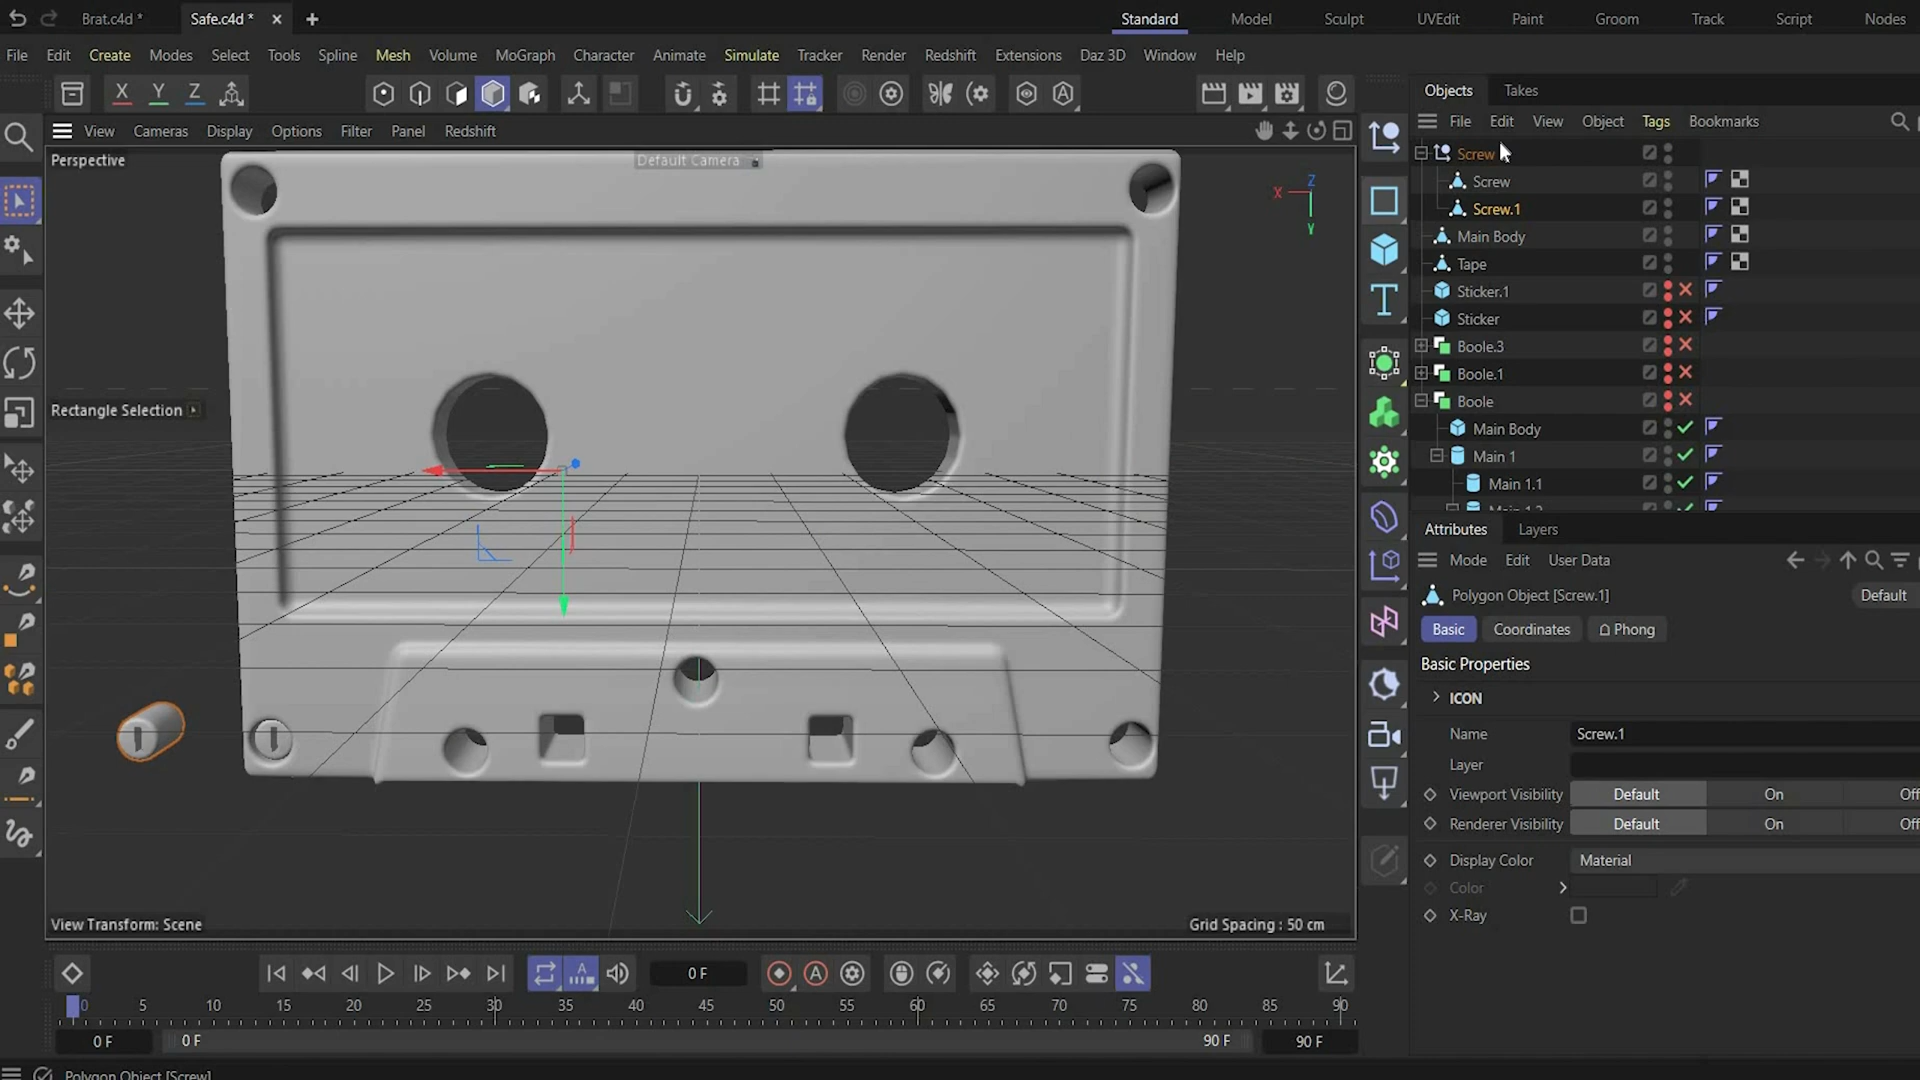 Brat.c4d *
Safe.c4d *
Standard
Model
Sculpt
UVEdit
Paint
Groom
Track
Script
Nodes
File
Edit
Create
Modes
Select
Tools
Spline
Mesh
Volume
MoGraph
Character
Animate
Simulate
Tracker
Render
Redshift
Extensions
Daz 3D
Window
Help
X
Y
Z
Objects
Takes
View
Cameras
Display
Options
Filter
Panel
Redshift
File
Edit
View
Object
Tags
Bookmarks
Perspective
Default Camera
Z
X
Y
Rectangle Selection
Screw
Screw
Screw.1
Main Body
Tape
Sticker.1
Sticker
Boole.3
Boole.1
Boole
Main Body
Main 1
Main 1.1
Attributes
Layers
Mode
Edit
User Data
Polygon Object [Screw.1]
Default
Basic
Coordinates
Phong
Basic Properties
ICON
Name
Screw.1
Layer
Viewport Visibility
Default
On
Off
Renderer Visibility
Default
On
Off
Display Color
Material
Color
X-Ray
View Transform: Scene
Grid Spacing : 50 cm
0 F
0 5 10 15 20 25 30 35 40 45 50 55 60 65 70 75 80 85 90
0 F
0 F
90 F
90 F
Polygon Object [Screw]